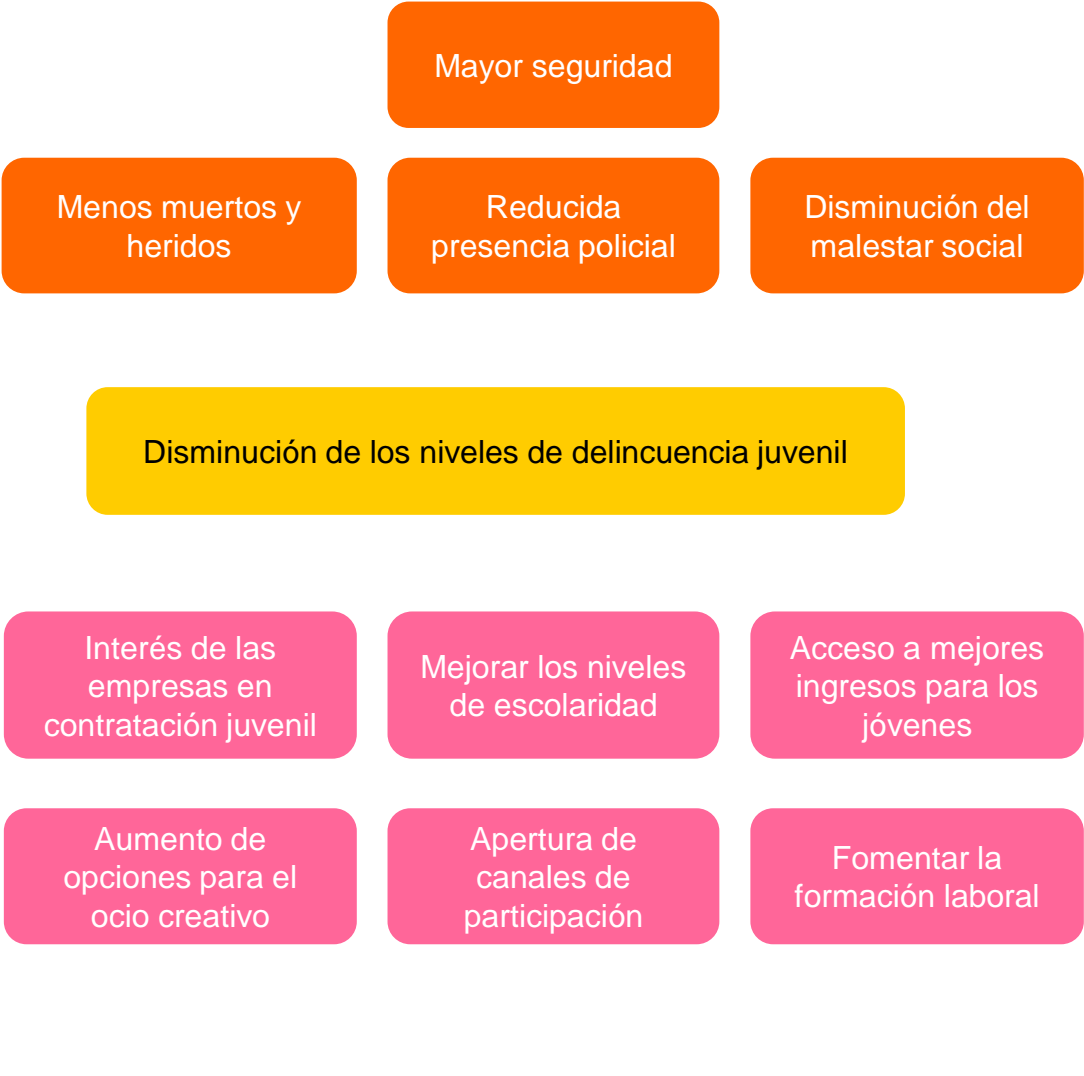 Mayor seguridad
Menos muertos y
heridos
Reducida
presencia policial
Disminución del
malestar social
Disminución de los niveles de delincuencia juvenil
Interés de las
empresas en
contratación juvenil
Mejorar los niveles
de escolaridad
Acceso a mejores
ingresos para los
jóvenes
Aumento de
opciones para el
ocio creativo
Apertura de
canales de
participación
Fomentar la
formación laboral